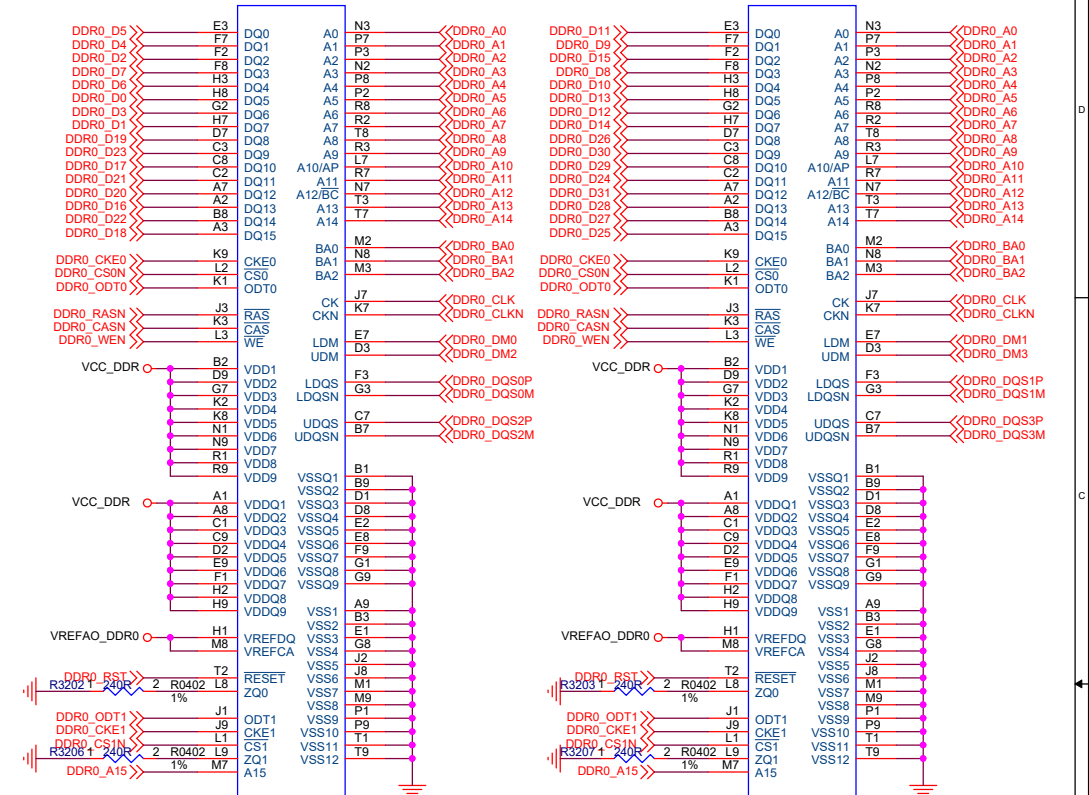 DDR0_D5 E3 DQ0 A0 N3 DDR0_A0 DDR0_D11 E3 DQ0 A0 N3 DDR0_A0
DDR0_D4 F7 DQ1 A1 P7 DDR0_A1 DDR0_D9 F7 DQ1 A1 P7 DDR0_A1
DDR0_D2 F2 DQ2 A2 P3 DDR0_A2 DDR0_D15 F2 DQ2 A2 P3 DDR0_A2
DDR0_D7 F8 DQ3 A3 N2 DDR0_A3 DDR0_D8 F8 DQ3 A3 N2 DDR0_A3
DDR0_D6 H3 DQ4 A4 P8 DDR0_A4 DDR0_D10 H3 DQ4 A4 P8 DDR0_A4
DDR0_D0 H8 DQ5 A5 P2 DDR0_A5 DDR0_D13 H8 DQ5 A5 P2 DDR0_A5
DDR0_D3 G2 DQ6 A6 R8 DDR0_A6 DDR0_D12 G2 DQ6 A6 R8 DDR0_A6 D
DDR0_D1 H7 DQ7 A7 R2 DDR0_A7 DDR0_D14 H7 DQ7 A7 R2 DDR0_A7
DDR0_D19 D7 DQ8 A8 T8 DDR0_A8 DDR0_D26 D7 DQ8 A8 T8 DDR0_A8
DDR0_D23 C3 DQ9 A9 R3 DDR0_A9 DDR0_D30 C3 DQ9 A9 R3 DDR0_A9
DDR0_D17 C8 DQ10 A10/AP L7 DDR0_A10 DDR0_D29 C8 DQ10 A10/AP L7 DDR0_A10
DDR0_D21 C2 DQ11 A11 R7 DDR0_A11 DDR0_D24 C2 DQ11 A11 R7 DDR0_A11
DDR0_D20 A7 DQ12 A12/BC N7 DDR0_A12 DDR0_D31 A7 DQ12 A12/BC N7 DDR0_A12
DDR0_D16 A2 DQ13 A13 T3 DDR0_A13 DDR0_D28 A2 DQ13 A13 T3 DDR0_A13
DDR0_D22 B8 DQ14 A14 T7 DDR0_A14 DDR0_D27 B8 DQ14 A14 T7 DDR0_A14
DDR0_D18 A3 DQ15 DDR0_D25 A3 DQ15
BA0 M2 DDR0_BA0 BA0 M2 DDR0_BA0
DDR0_CKE0 K9 CKE0 BA1 N8 DDR0_BA1 DDR0_CKE0 K9 CKE0 BA1 N8 DDR0_BA1
DDR0_CS0N L2 CS0 BA2 M3 DDR0_BA2 DDR0_CS0N L2 CS0 BA2 M3 DDR0_BA2
DDR0_ODT0 K1 ODT0 DDR0_ODT0 K1 ODT0
CK J7 DDR0_CLK CK J7 DDR0_CLK
DDR0_RASN J3 RAS CKN K7 DDR0_CLKN DDR0_RASN J3 RAS CKN K7 DDR0_CLKN
DDR0_CASN K3 CAS DDR0_CASN K3 CAS
DDR0_WEN L3 WE LDM E7 DDR0_DM0 DDR0_WEN L3 WE LDM E7 DDR0_DM1
UDM D3 DDR0_DM2 UDM D3 DDR0_DM3
VCC_DDR B2 VDD1 VCC_DDR B2 VDD1
D9 VDD2 LDQS F3 DDR0_DQS0P D9 VDD2 LDQS F3 DDR0_DQS1P
G7 VDD3 LDQSN G3 DDR0_DQS0M G7 VDD3 LDQSN G3 DDR0_DQS1M
K2 VDD4 K2 VDD4
K8 VDD5 UDQS C7 DDR0_DQS2P K8 VDD5 UDQS C7 DDR0_DQS3P
N1 VDD6 UDQSN B7 DDR0_DQS2M N1 VDD6 UDQSN B7 DDR0_DQS3M
N9 VDD7 N9 VDD7
R1 VDD8 R1 VDD8
R9 VDD9 VSSQ1 B1 R9 VDD9 VSSQ1 B1
VSSQ2 B9 VSSQ2 B9
VCC_DDR A1 VDDQ1 VSSQ3 D1 VCC_DDR A1 VDDQ1 VSSQ3 D1 C
A8 VDDQ2 VSSQ4 D8 A8 VDDQ2 VSSQ4 D8
C1 VDDQ3 VSSQ5 E2 C1 VDDQ3 VSSQ5 E2
C9 VDDQ4 VSSQ6 E8 C9 VDDQ4 VSSQ6 E8
D2 VDDQ5 VSSQ7 F9 D2 VDDQ5 VSSQ7 F9
E9 VDDQ6 VSSQ8 G1 E9 VDDQ6 VSSQ8 G1
F1 VDDQ7 VSSQ9 G9 F1 VDDQ7 VSSQ9 G9
H2 VDDQ8 H2 VDDQ8
H9 VDDQ9 VSS1 A9 H9 VDDQ9 VSS1 A9
VSS2 B3 VSS2 B3
VREFAO_DDR0 H1 VREFDQ VSS3 E1 VREFAO_DDR0 H1 VREFDQ VSS3 E1
M8 VREFCA VSS4 G8 M8 VREFCA VSS4 G8
VSS5 J2 VSS5 J2
DDR0_RST T2 RESET VSS6 J8 DDR0_RST T2 RESET VSS6 J8
R3202 1 240R 2 R0402 L8 ZQ0 VSS7 M1 R3203 1 240R 2 R0402 L8 ZQ0 VSS7 M1
1% VSS8 M9 1% VSS8 M9
DDR0_ODT1 J1 ODT1 VSS9 P1 DDR0_ODT1 J1 ODT1 VSS9 P1
DDR0_CKE1 J9 CKE1 VSS10 P9 DDR0_CKE1 J9 CKE1 VSS10 P9
DDR0_CS1N L1 CS1 VSS11 T1 DDR0_CS1N L1 CS1 VSS11 T1
R3206 1 240R 2 R0402 L9 ZQ1 VSS12 T9 R3207 1 240R 2 R0402 L9 ZQ1 VSS12 T9
DDR0_A15 1% M7 A15 DDR0_A15 1% M7 A15